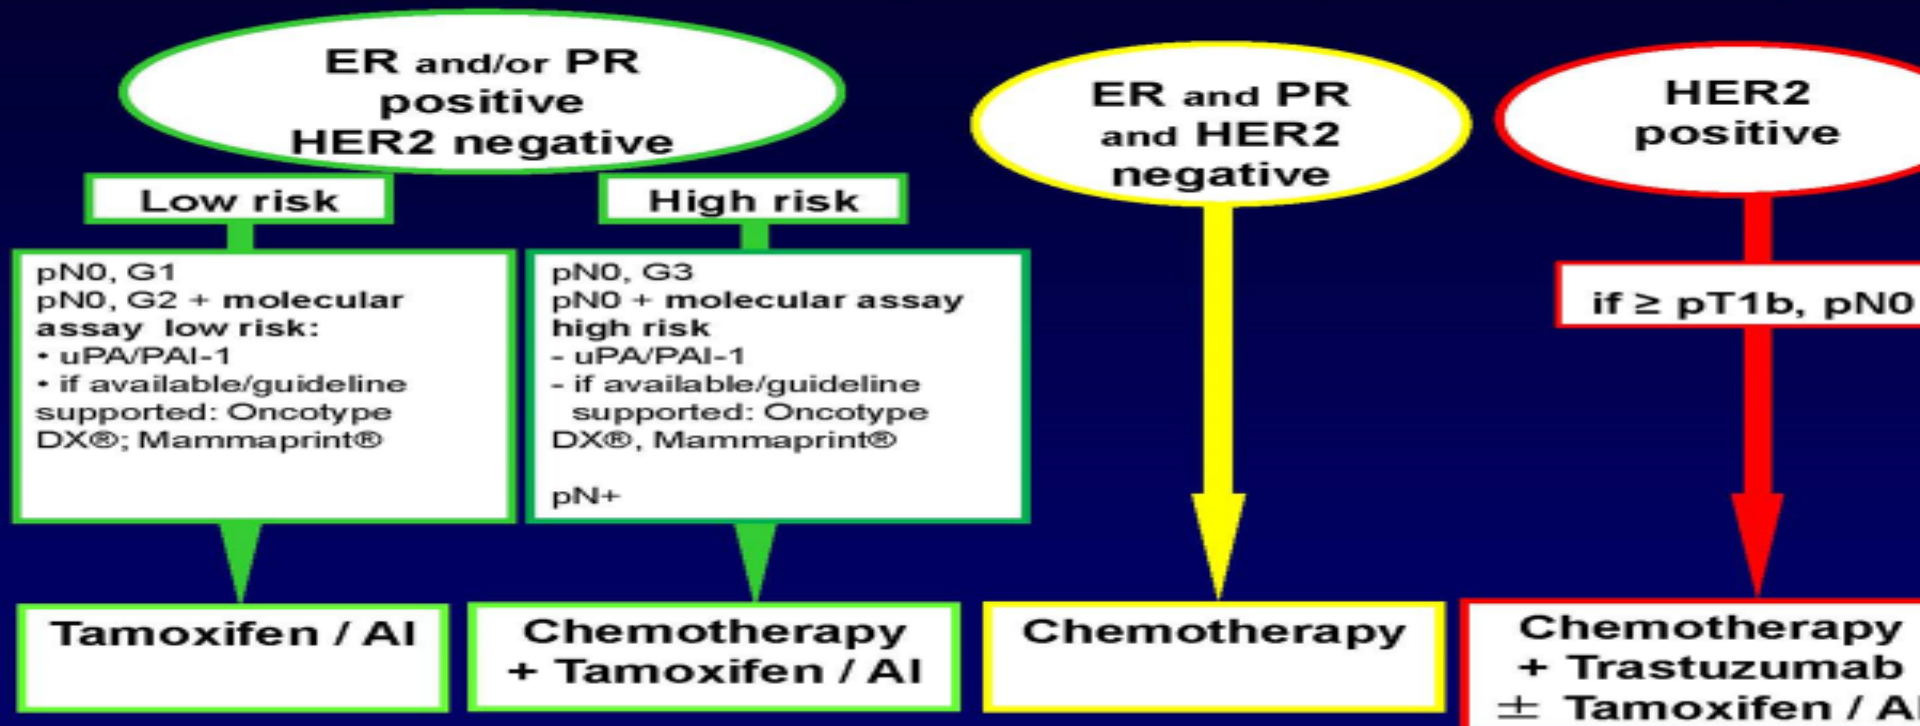 ER and/or PR
positive
HER2 negative
Low risk
pN0, G1
pN0, G2 + molecular
assay low risk:
• uPA/PAI-1
• if available/guideline
supported: Oncotype
DX®; Mammaprint®
Tamoxifen / AI
High risk
pN0, G3
pN0 + molecular assay
high risk
- uPA/PAI-1
- if available/guideline
supported: Oncotype
DX®, Mammaprint®
pN+
Chemotherapy
+ Tamoxifen / AI
ER and PR
and HER2
negative
Chemotherapy
HER2
positive
if ≥ pT1b, pN0
Chemotherapy
+ Trastuzumab
± Tamoxifen / AI